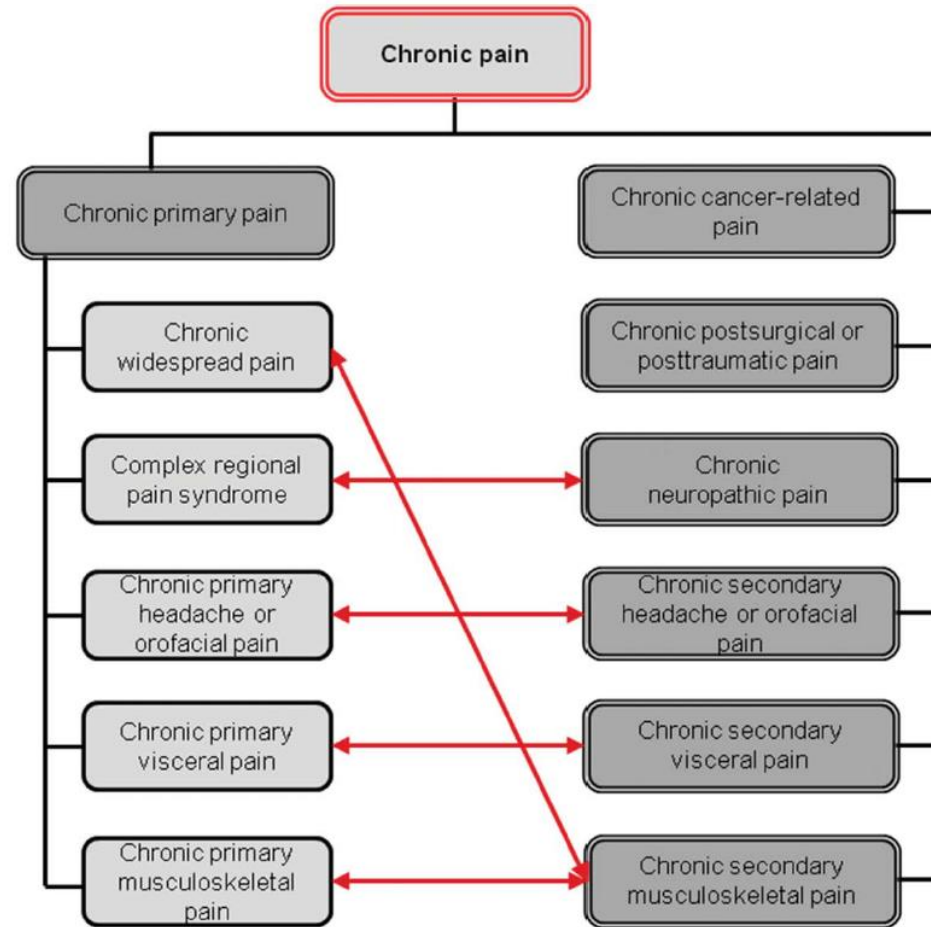 Chronic pain
Chronic primary pain
Chronic
widespread pain
Complex regional
pain syndrome
Chronic primary
headache or
orofacial pain
Chronic primary
visceral pain
Chronic primary
musculoskeletal
pain
Chronic cancer-related
pain
Chronic postsurgical or
posttraumatic pain
Chronic
neuropathic pain
Chronic secondary
headache or orofacial
pain
Chronic secondary
visceral pain
Chronic secondary
musculoskeletal pain